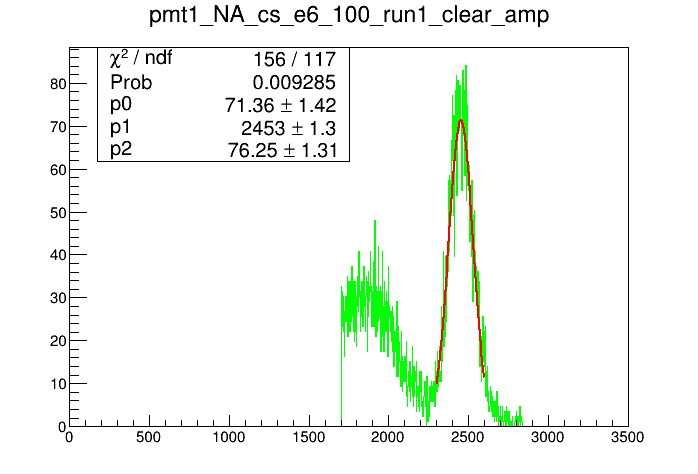 pmt1_NA_cs_e6_100_run1_clear_amp
χ² / ndf 156 / 117
Prob 0.009285
p0 71.36 ± 1.42
p1 2453 ± 1.3
p2 76.25 ± 1.31
80
70
60
50
40
30
20
10
0
0 500 1000 1500 2000 2500 3000 3500